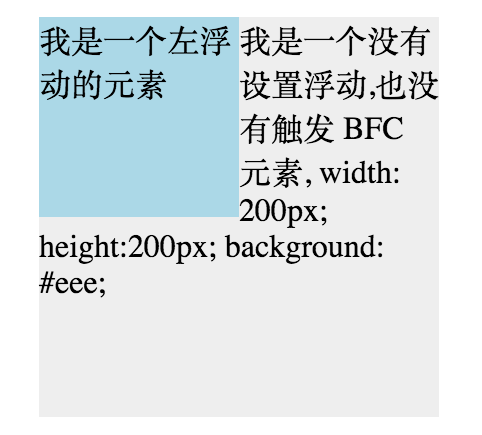 我是一个左浮
动的元素
我是一个没有
设置浮动,也没
有触发 BFC
元素, width:
200px;
height:200px; background:
#eee;